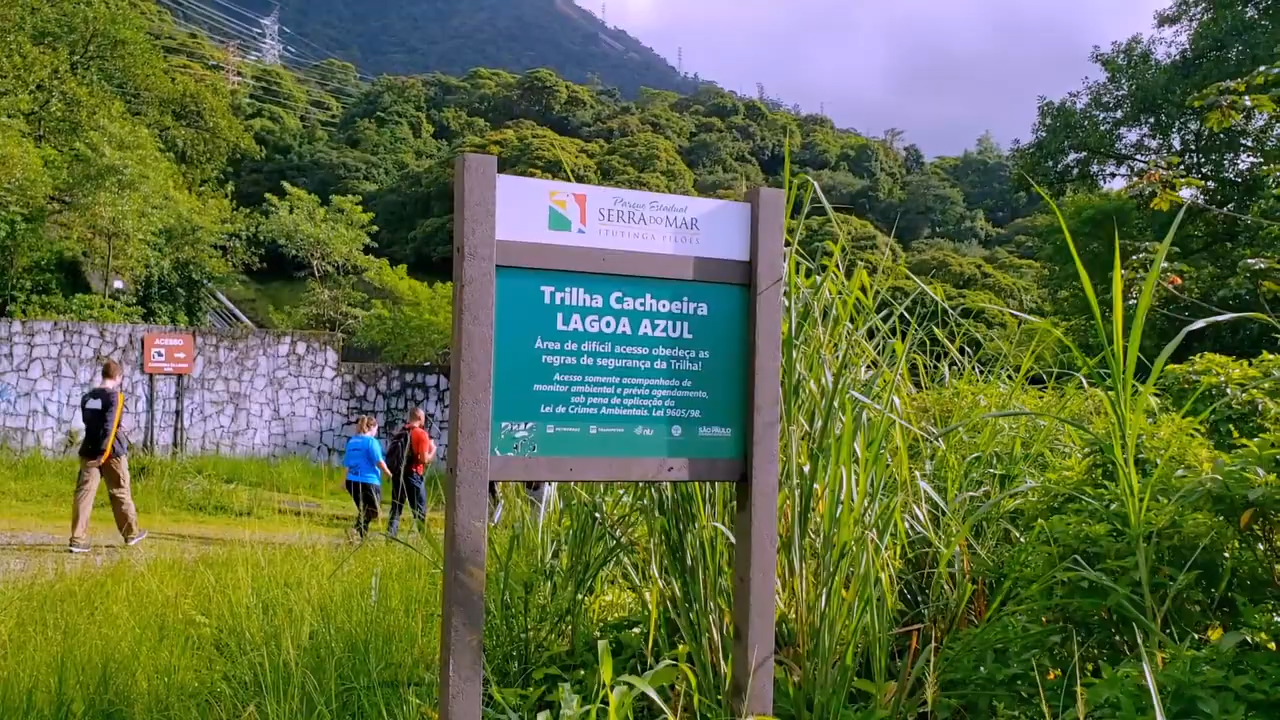 Parque Estadual
SERRA DO MAR
ITUTINGA PILÕES
Trilha Cachoeira
LAGOA AZUL
Área de difícil acesso obedeça as
regras de segurança da Trilha!
Acesso somente acompanhado de
monitor ambiental e prévio agendamento,
sob pena de aplicação da
Lei de Crimes Ambientais. Lei 9605/98.
PETROBRAS TRANSPETRO SÃO PAULO
ACESSO